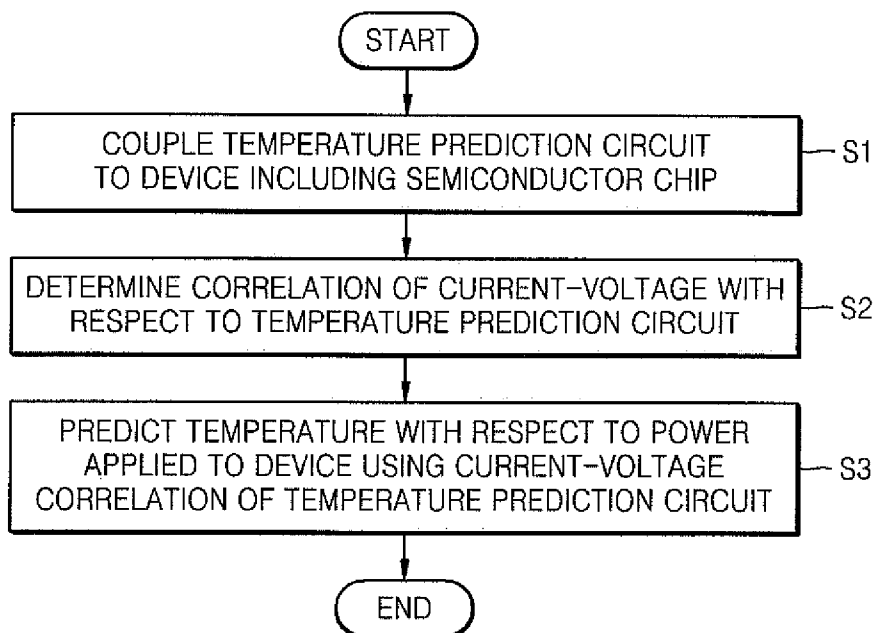 START
COUPLE TEMPERATURE PREDICTION CIRCUIT
TO DEVICE INCLUDING SEMICONDUCTOR CHIP
S1
DETERMINE CORRELATION OF CURRENT-VOLTAGE WITH
RESPECT TO TEMPERATURE PREDICTION CIRCUIT
S2
PREDICT TEMPERATURE WITH RESPECT TO POWER
APPLIED TO DEVICE USING CURRENT-VOLTAGE
CORRELATION OF TEMPERATURE PREDICTION CIRCUIT
S3
END